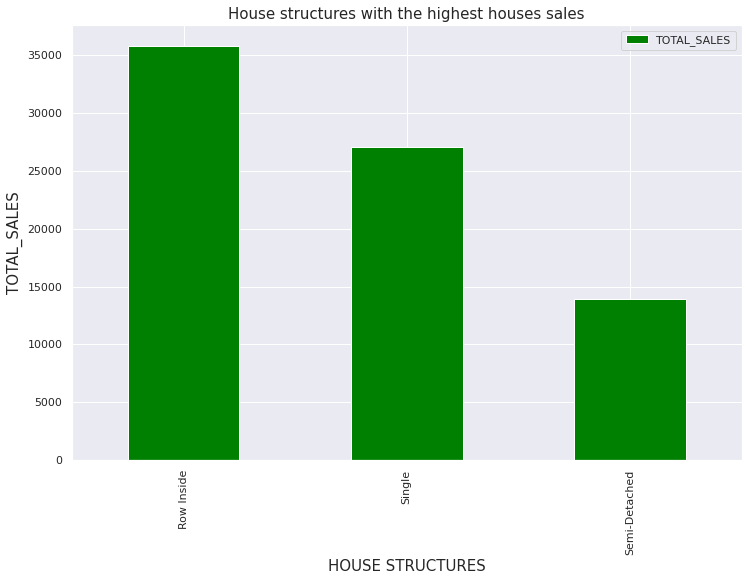 House structures with the highest houses sales
TOTAL_SALES
35000
30000
25000
20000
15000
10000
5000
0
TOTAL_SALES
Row Inside
Single
Semi-Detached
HOUSE STRUCTURES